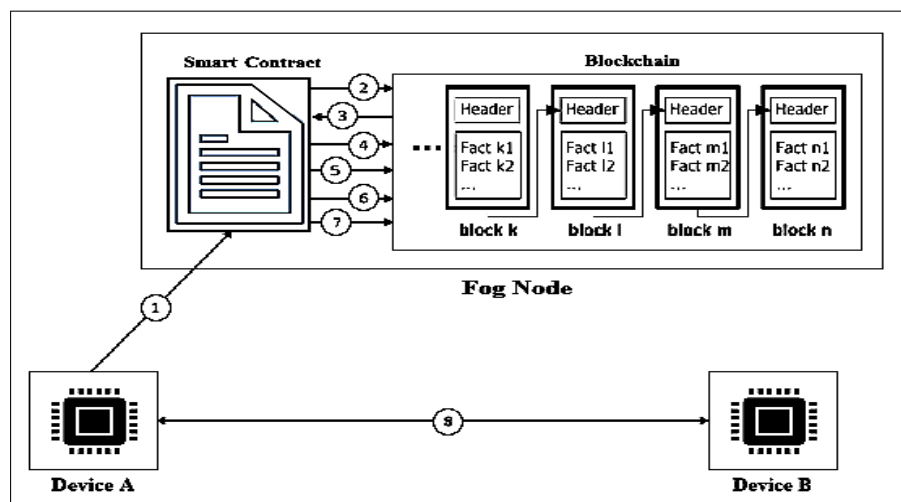 Smart Contract
Blockchain
2
3
4
5
6
7
...
Header
Fact k1
Fact k2
...
block k
Header
Fact l1
Fact l2
...
block l
Header
Fact m1
Fact m2
...
block m
Header
Fact n1
Fact n2
...
block n
Fog Node
1
8
Device A
Device B